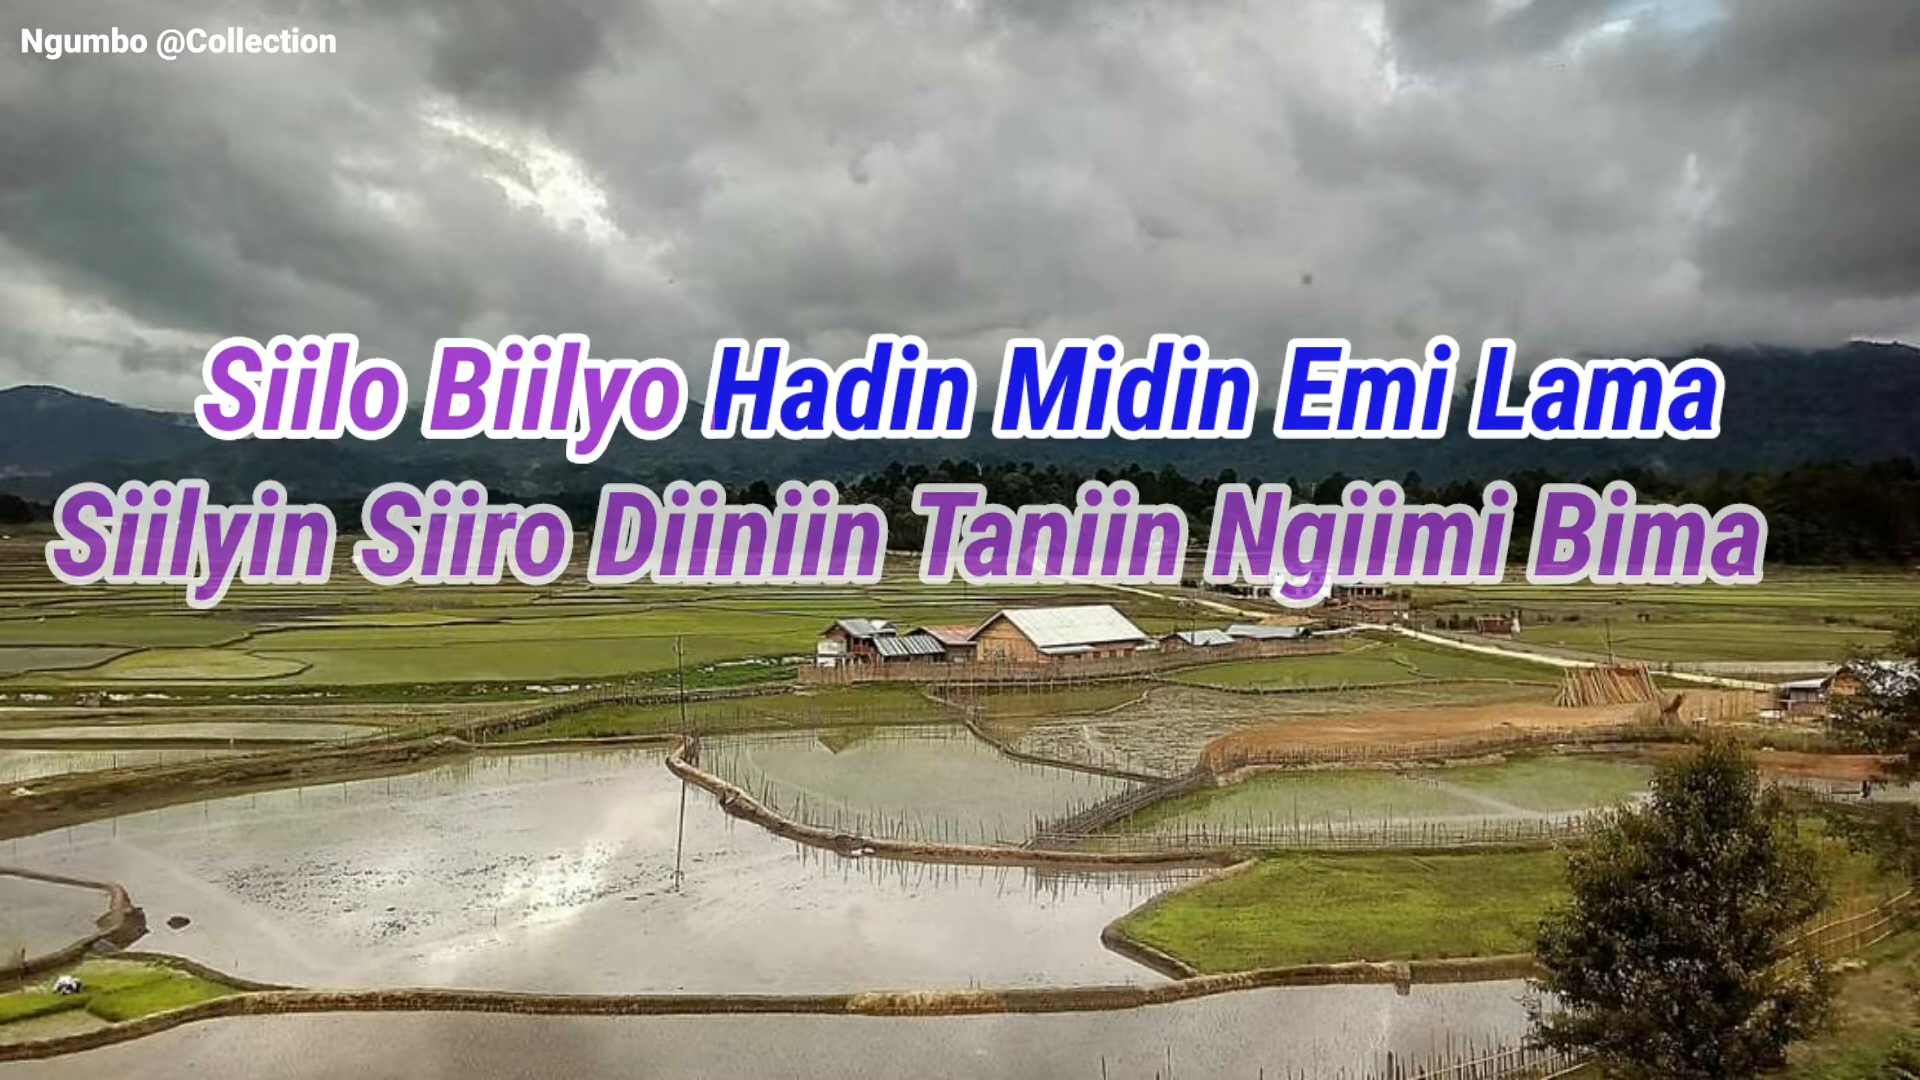 Ngumbo @Collection
Siilo Biilyo Hadin Midin Emi Lama
Siilyin Siiro Diiniin Taniin Ngiimi Bima